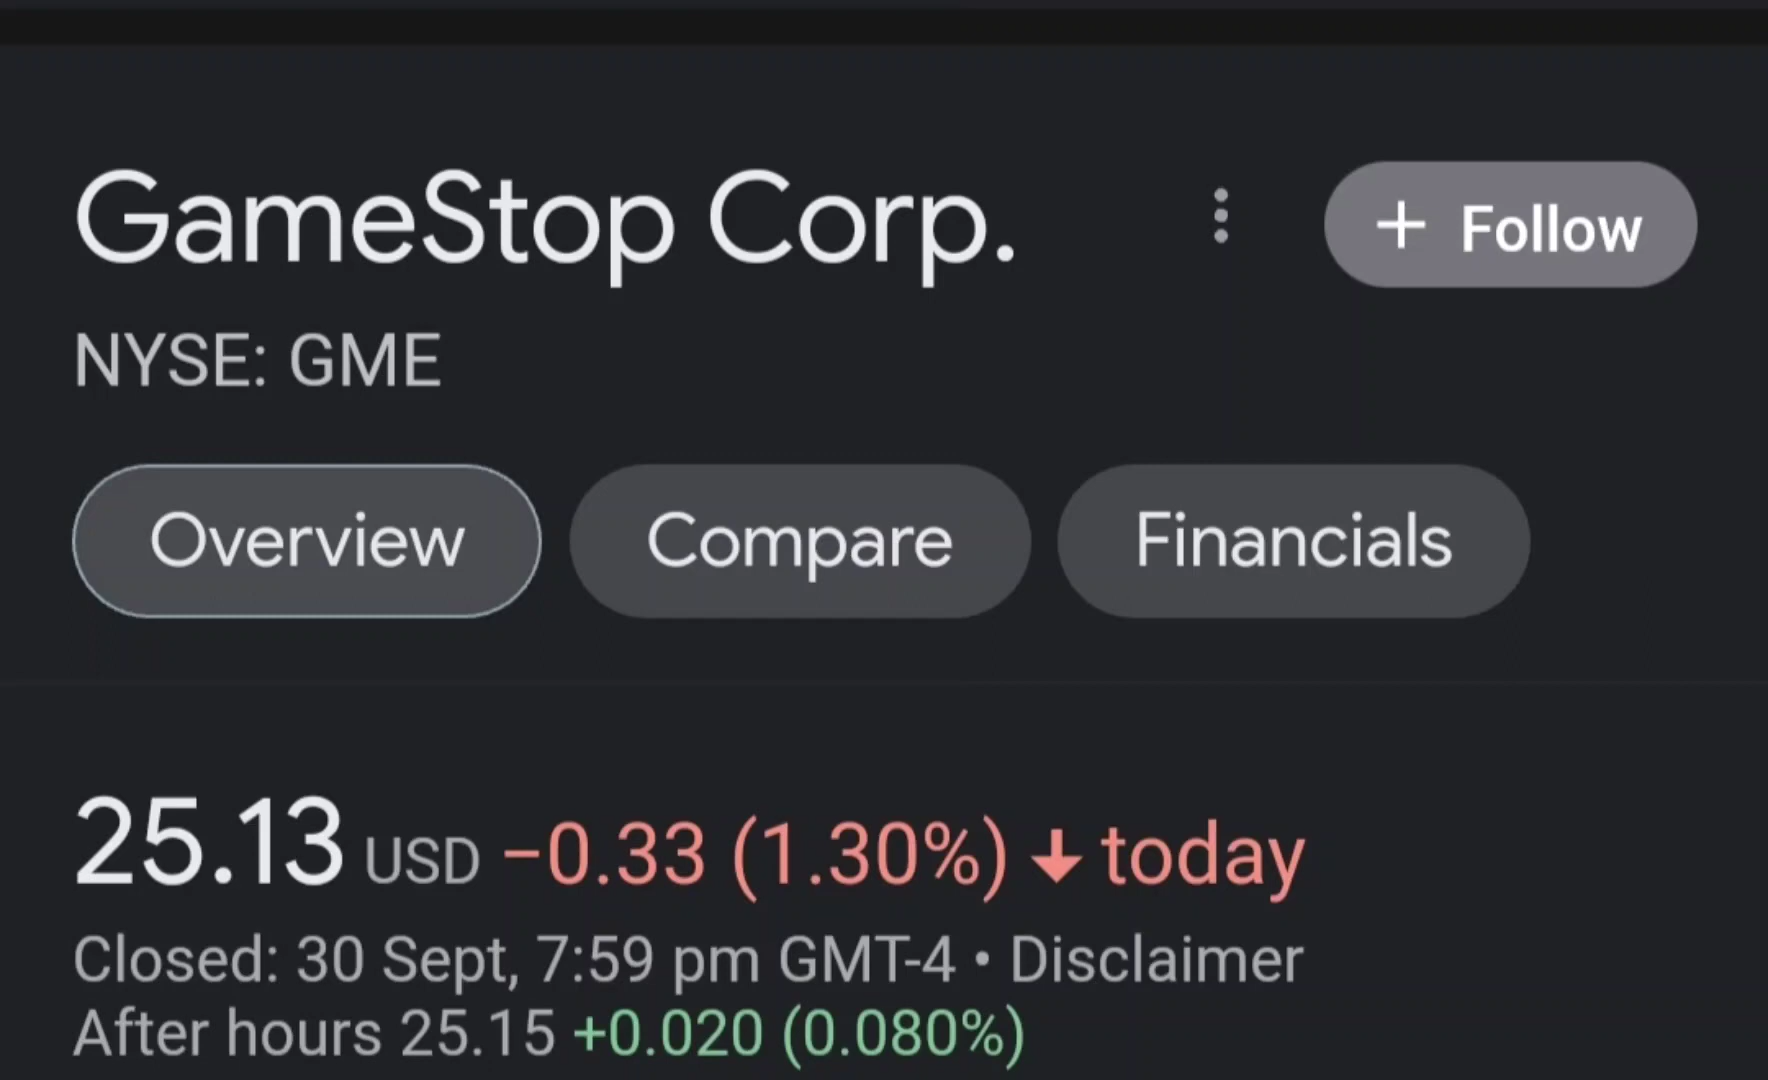 GameStop Corp.
+ Follow
NYSE: GME
Overview Compare Financials
25.13 USD −0.33 (1.30%) ↓ today
Closed: 30 Sept, 7:59 pm GMT-4 • Disclaimer
After hours 25.15 +0.020 (0.080%)